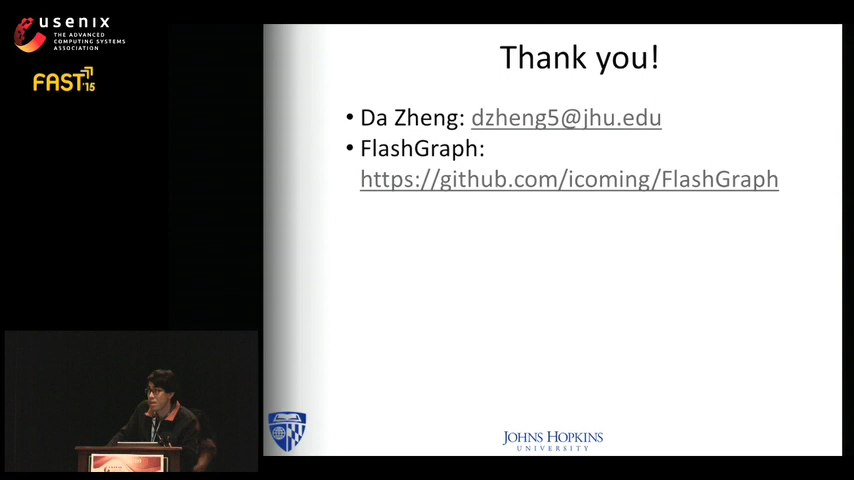 usenix
THE ADVANCED
COMPUTING SYSTEMS
ASSOCIATION
FAST '15
Thank you!
• Da Zheng: dzheng5@jhu.edu
• FlashGraph:
https://github.com/icoming/FlashGraph
JOHNS HOPKINS
UNIVERSITY